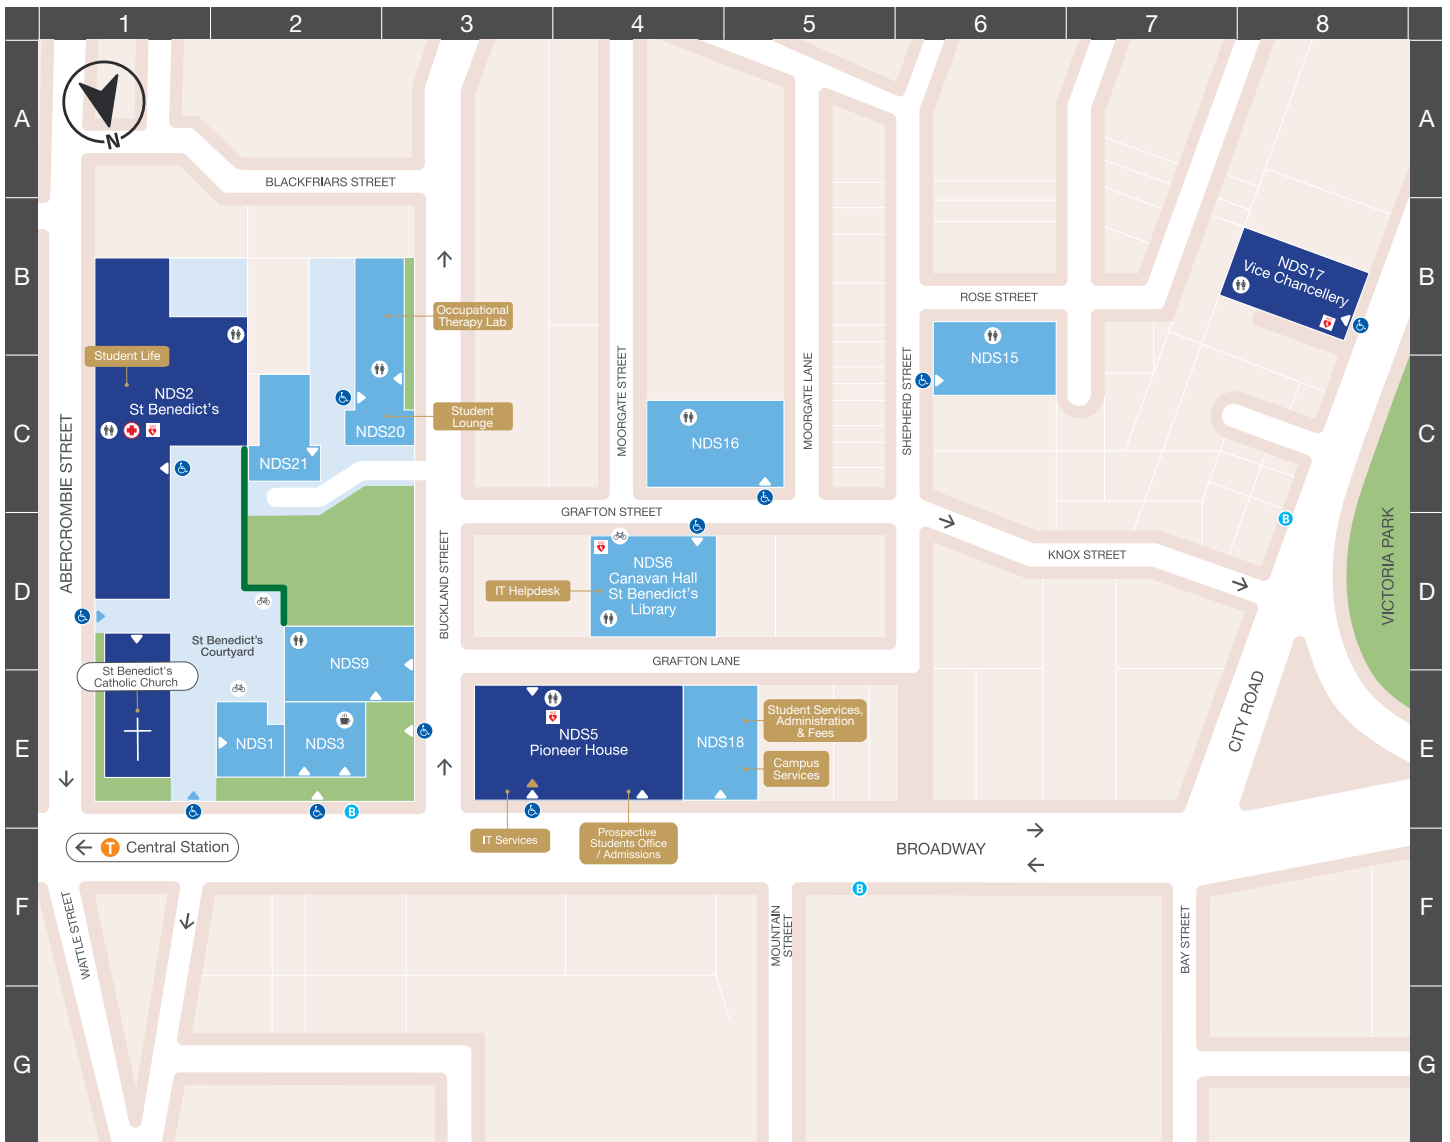 1 2 3 4 5 6 7 8
A A
N
BLACKFRIARS STREET
B B
NDS17
Vice Chancellery
ROSE STREET
Occupational
Therapy Lab
Student Life
NDS2
St Benedict's
Student
Lounge
NDS20
NDS21
MOORGATE STREET
MOORGATE LANE
SHEPHERD STREET
NDS15
NDS16
C C
ABERCROMBIE STREET
GRAFTON STREET
B
KNOX STREET
VICTORIA PARK
BUCKLAND STREET
D D
IT Helpdesk
NDS6
Canavan Hall
St Benedict's
Library
St Benedict's
Courtyard
NDS9
GRAFTON LANE
St Benedict's
Catholic Church
CITY ROAD
E E
NDS1
NDS3
NDS5
Pioneer House
NDS18
Student Services,
Administration
& Fees
Campus
Services
B
IT Services
Prospective
Students Office
/ Admissions
T Central Station
BROADWAY
B
F F
WATTLE STREET
MOUNTAIN
STREET
BAY STREET
G G